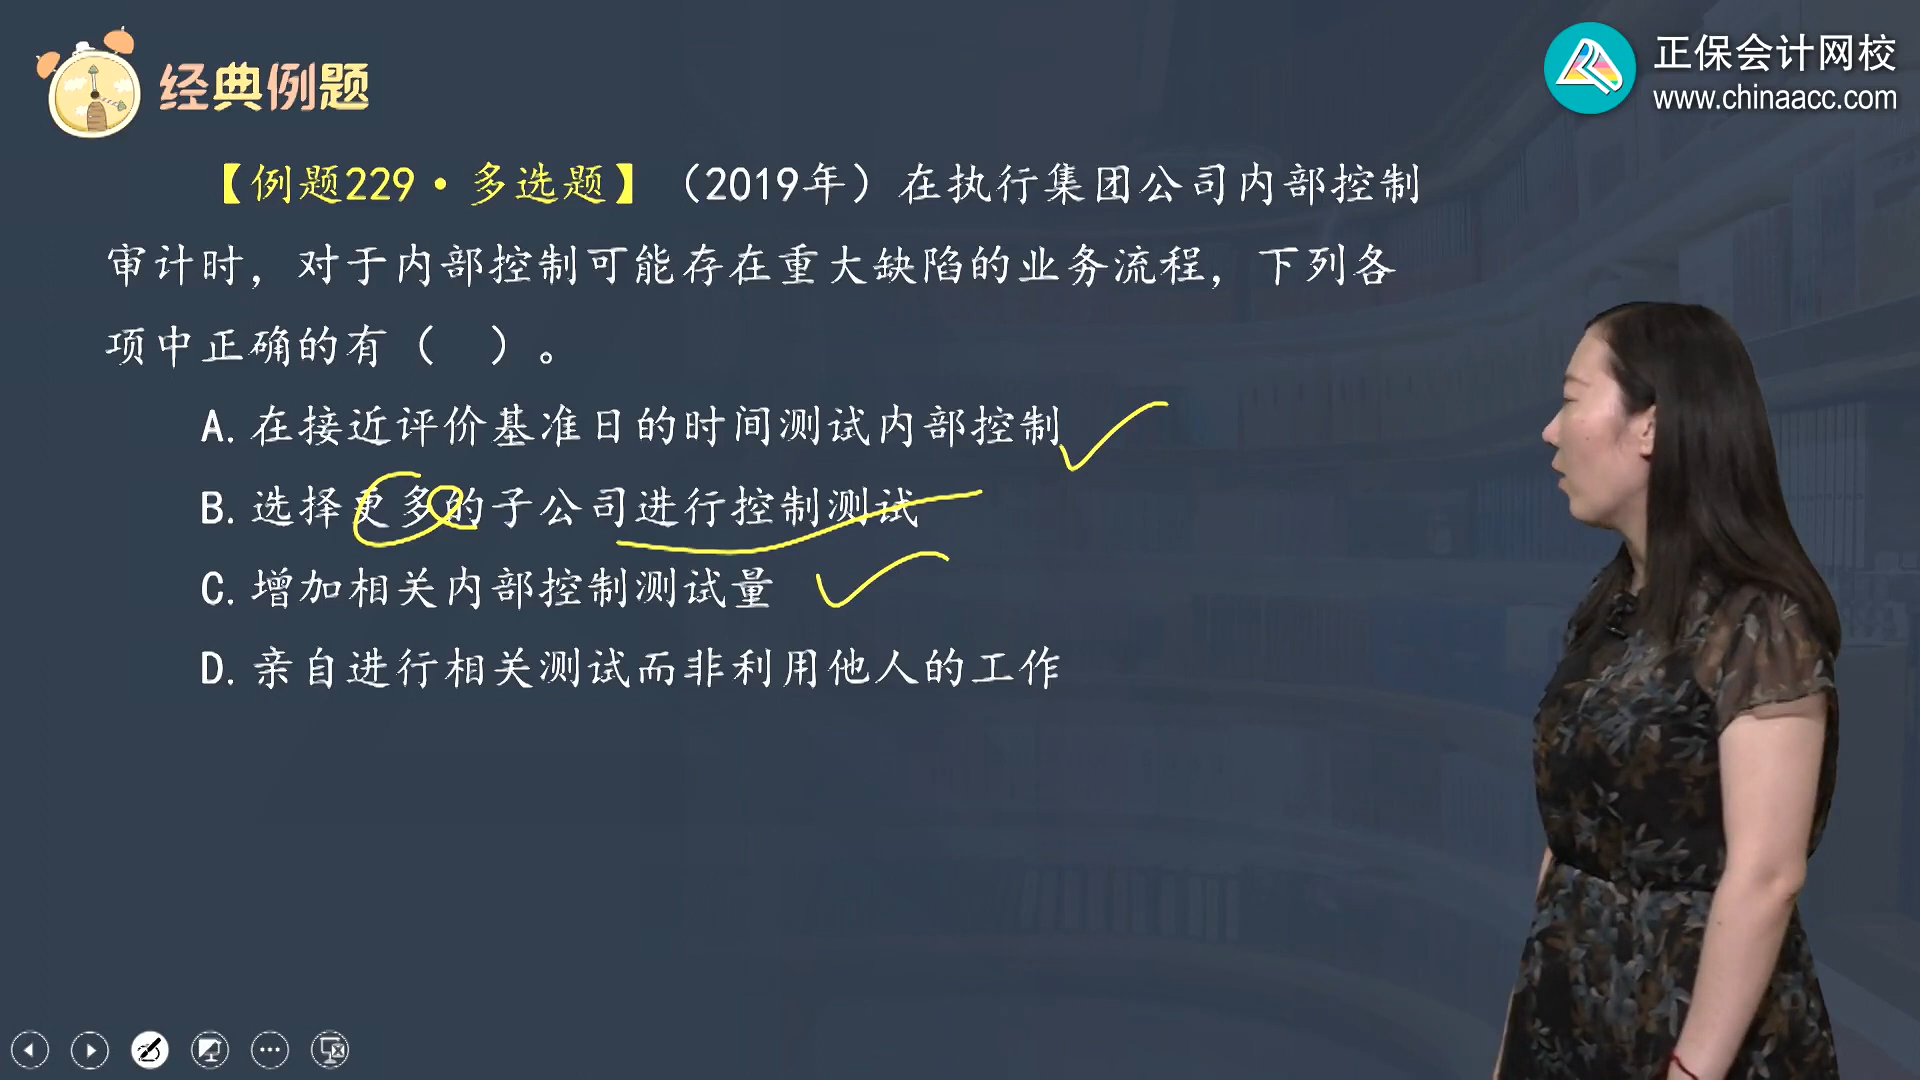 经典例题
正保会计网校
www.chinaacc.com
【例题229·多选题】（2019年）在执行集团公司内部控制
审计时，对于内部控制可能存在重大缺陷的业务流程，下列各
项中正确的有（ ）。
A. 在接近评价基准日的时间测试内部控制
B. 选择更多的子公司进行控制测试
C. 增加相关内部控制测试量
D. 亲自进行相关测试而非利用他人的工作